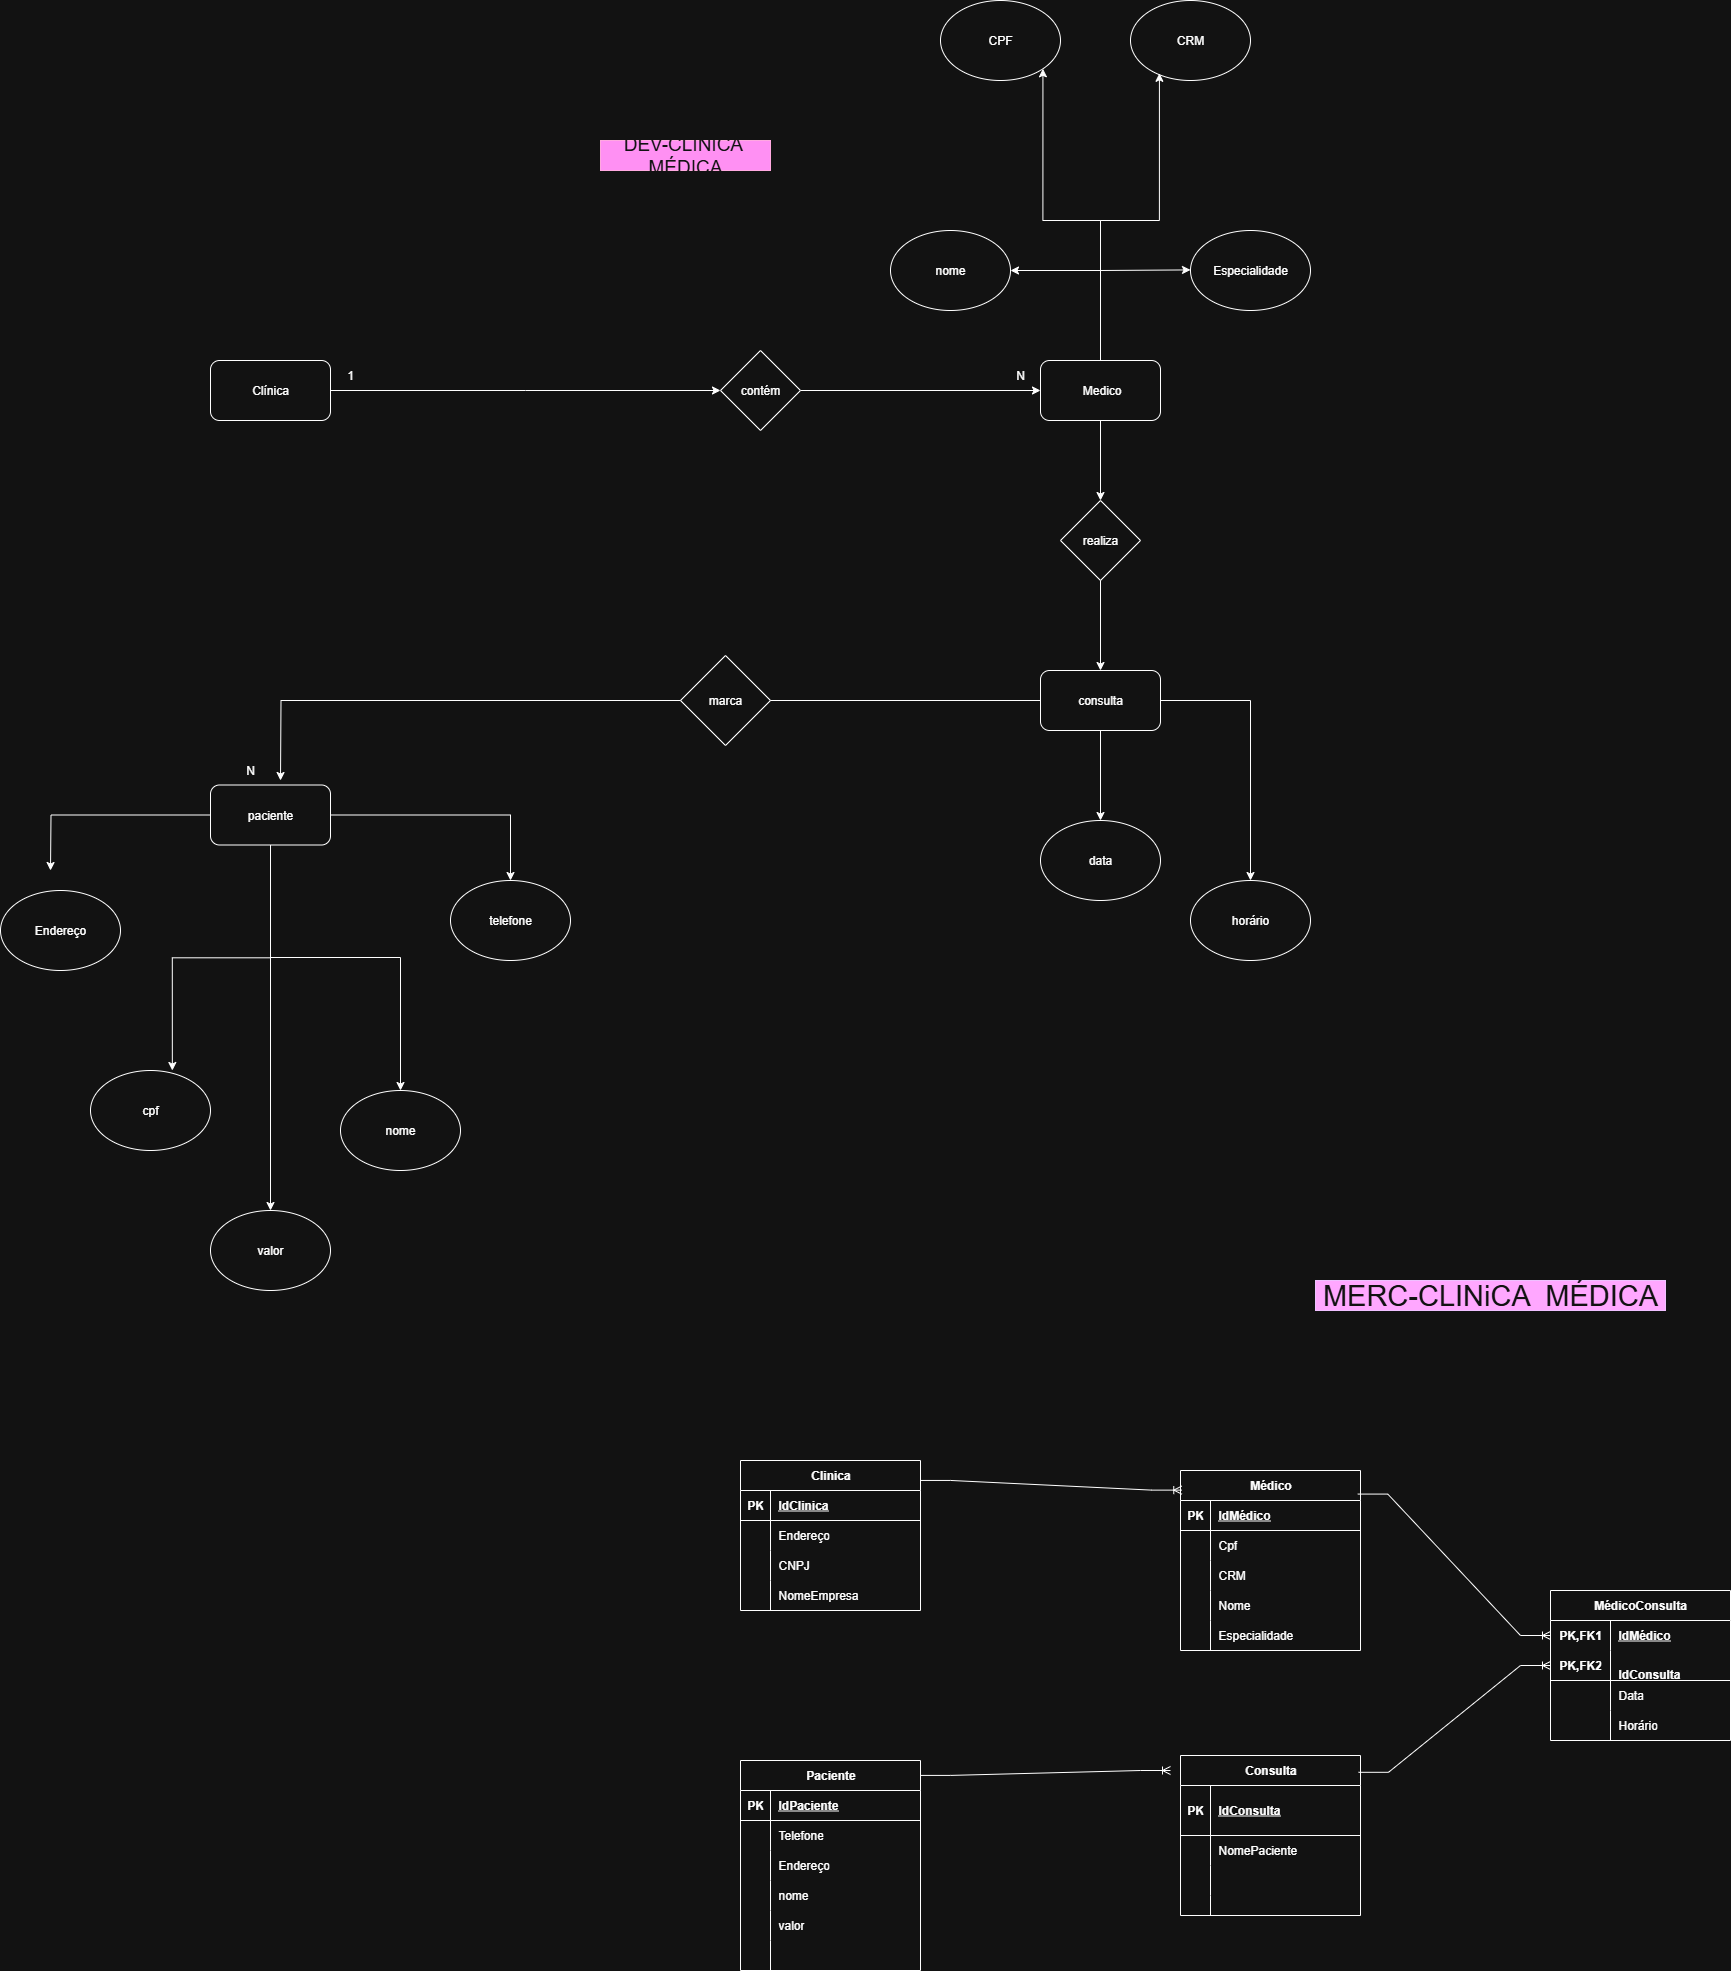 CPF
CRM
DEV-CLINICA
MÉDICA
nome
Especialidade
1
N
Clínica
contém
Medico
realiza
marca
consulta
N
paciente
data
Endereço
telefone
horário
cpf
nome
valor
MERC-CLINiCA MÉDICA
Clinica
PK IdClinica
Endereço
CNPJ
NomeEmpresa
Médico
PK IdMédico
Cpf
CRM
Nome
Especialidade
MédicoConsulta
PK,FK1 IdMédico
PK,FK2 IdConsulta
Data
Horário
Paciente
PK IdPaciente
Telefone
Endereço
nome
valor
Consulta
PK IdConsulta
NomePaciente